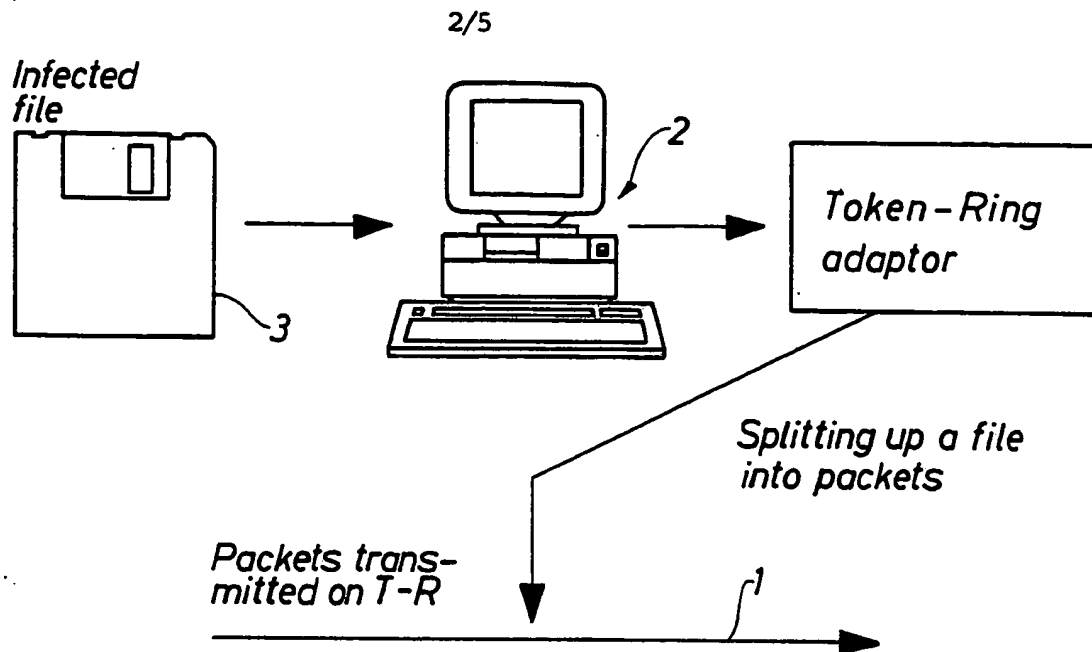 2/5
Infected
file
2
Token-Ring
adaptor
3
Splitting up a file
into packets
Packets trans-
mitted on T-R
1